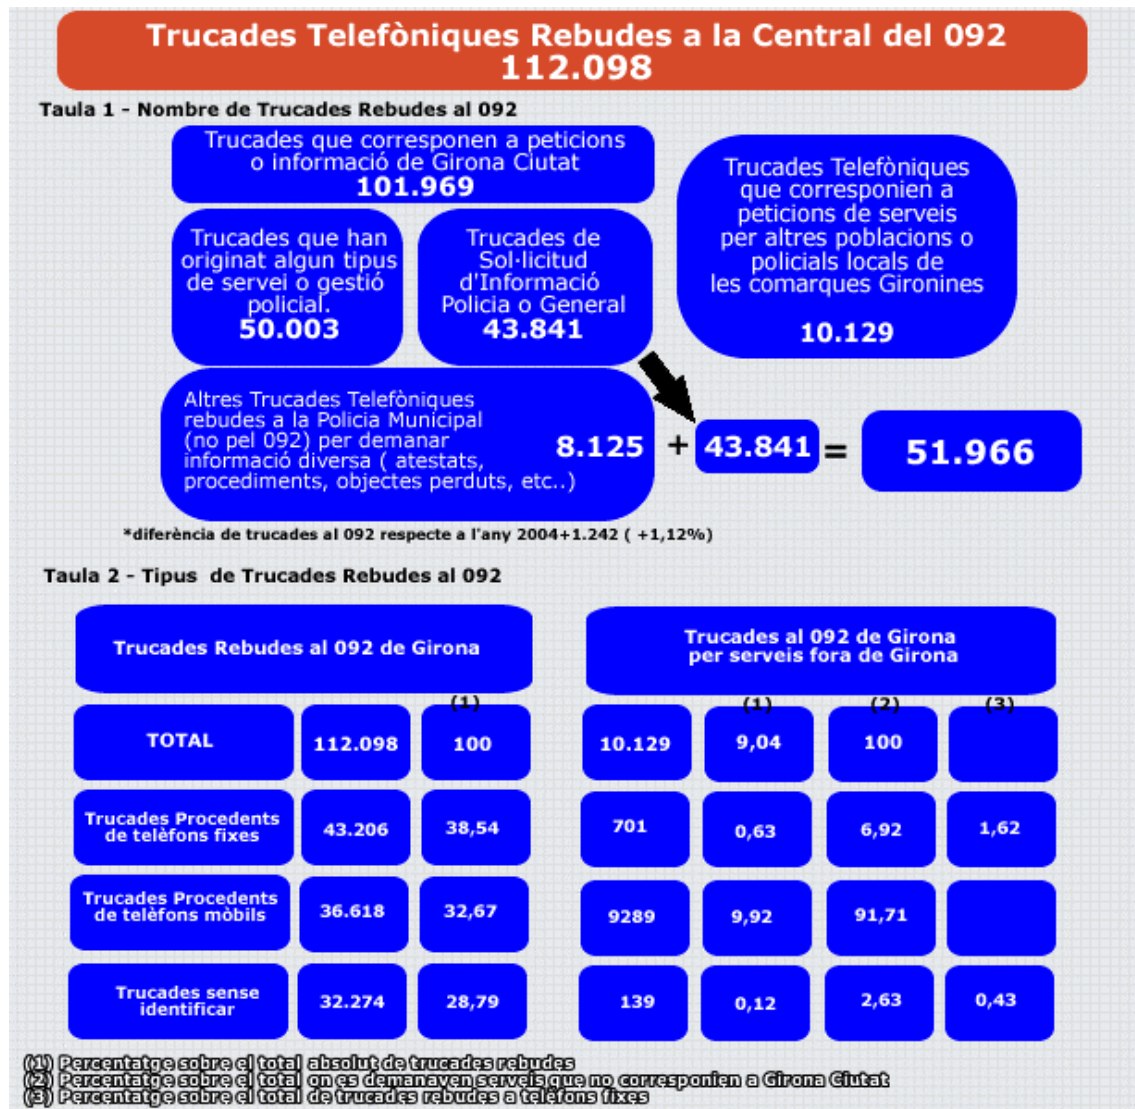 Trucades Telefòniques Rebudes a la Central del 092
112.098
Taula 1 - Nombre de Trucades Rebudes al 092
Trucades que corresponen a peticions
o informació de Girona Ciutat
101.969
Trucades Telefòniques
que corresponien a
peticions de serveis
per altres poblacions o
policials locals de
les comarques Gironines
10.129
Trucades que han
originat algun tipus
de servei o gestió
policial.
50.003
Trucades de
Sol·licitud
d'Informació
Policia o General
43.841
Altres Trucades Telefòniques
rebudes a la Policia Municipal
(no pel 092) per demanar
informació diversa ( atestats,
procediments, objectes perduts, etc..)
8.125 + 43.841 = 51.966
*diferència de trucades al 092 respecte a l'any 2004+1.242 ( +1,12%)
Taula 2 - Tipus de Trucades Rebudes al 092
Trucades Rebudes al 092 de Girona
Trucades al 092 de Girona
per serveis fora de Girona
(1) (1) (2) (3)
TOTAL 112.098 100 10.129 9,04 100
Trucades Procedents
de telèfons fixes
43.206 38,54 701 0,63 6,92 1,62
Trucades Procedents
de telèfons mòbils
36.618 32,67 9289 9,92 91,71
Trucades sense
identificar
32.274 28,79 139 0,12 2,63 0,43
(1) Percentatge sobre el total absolut de trucades rebudes
(2) Percentatge sobre el total on es demanaven serveis que no corresponien a Girona Ciutat
(3) Percentatge sobre el total de trucades rebudes a telèfons fixes